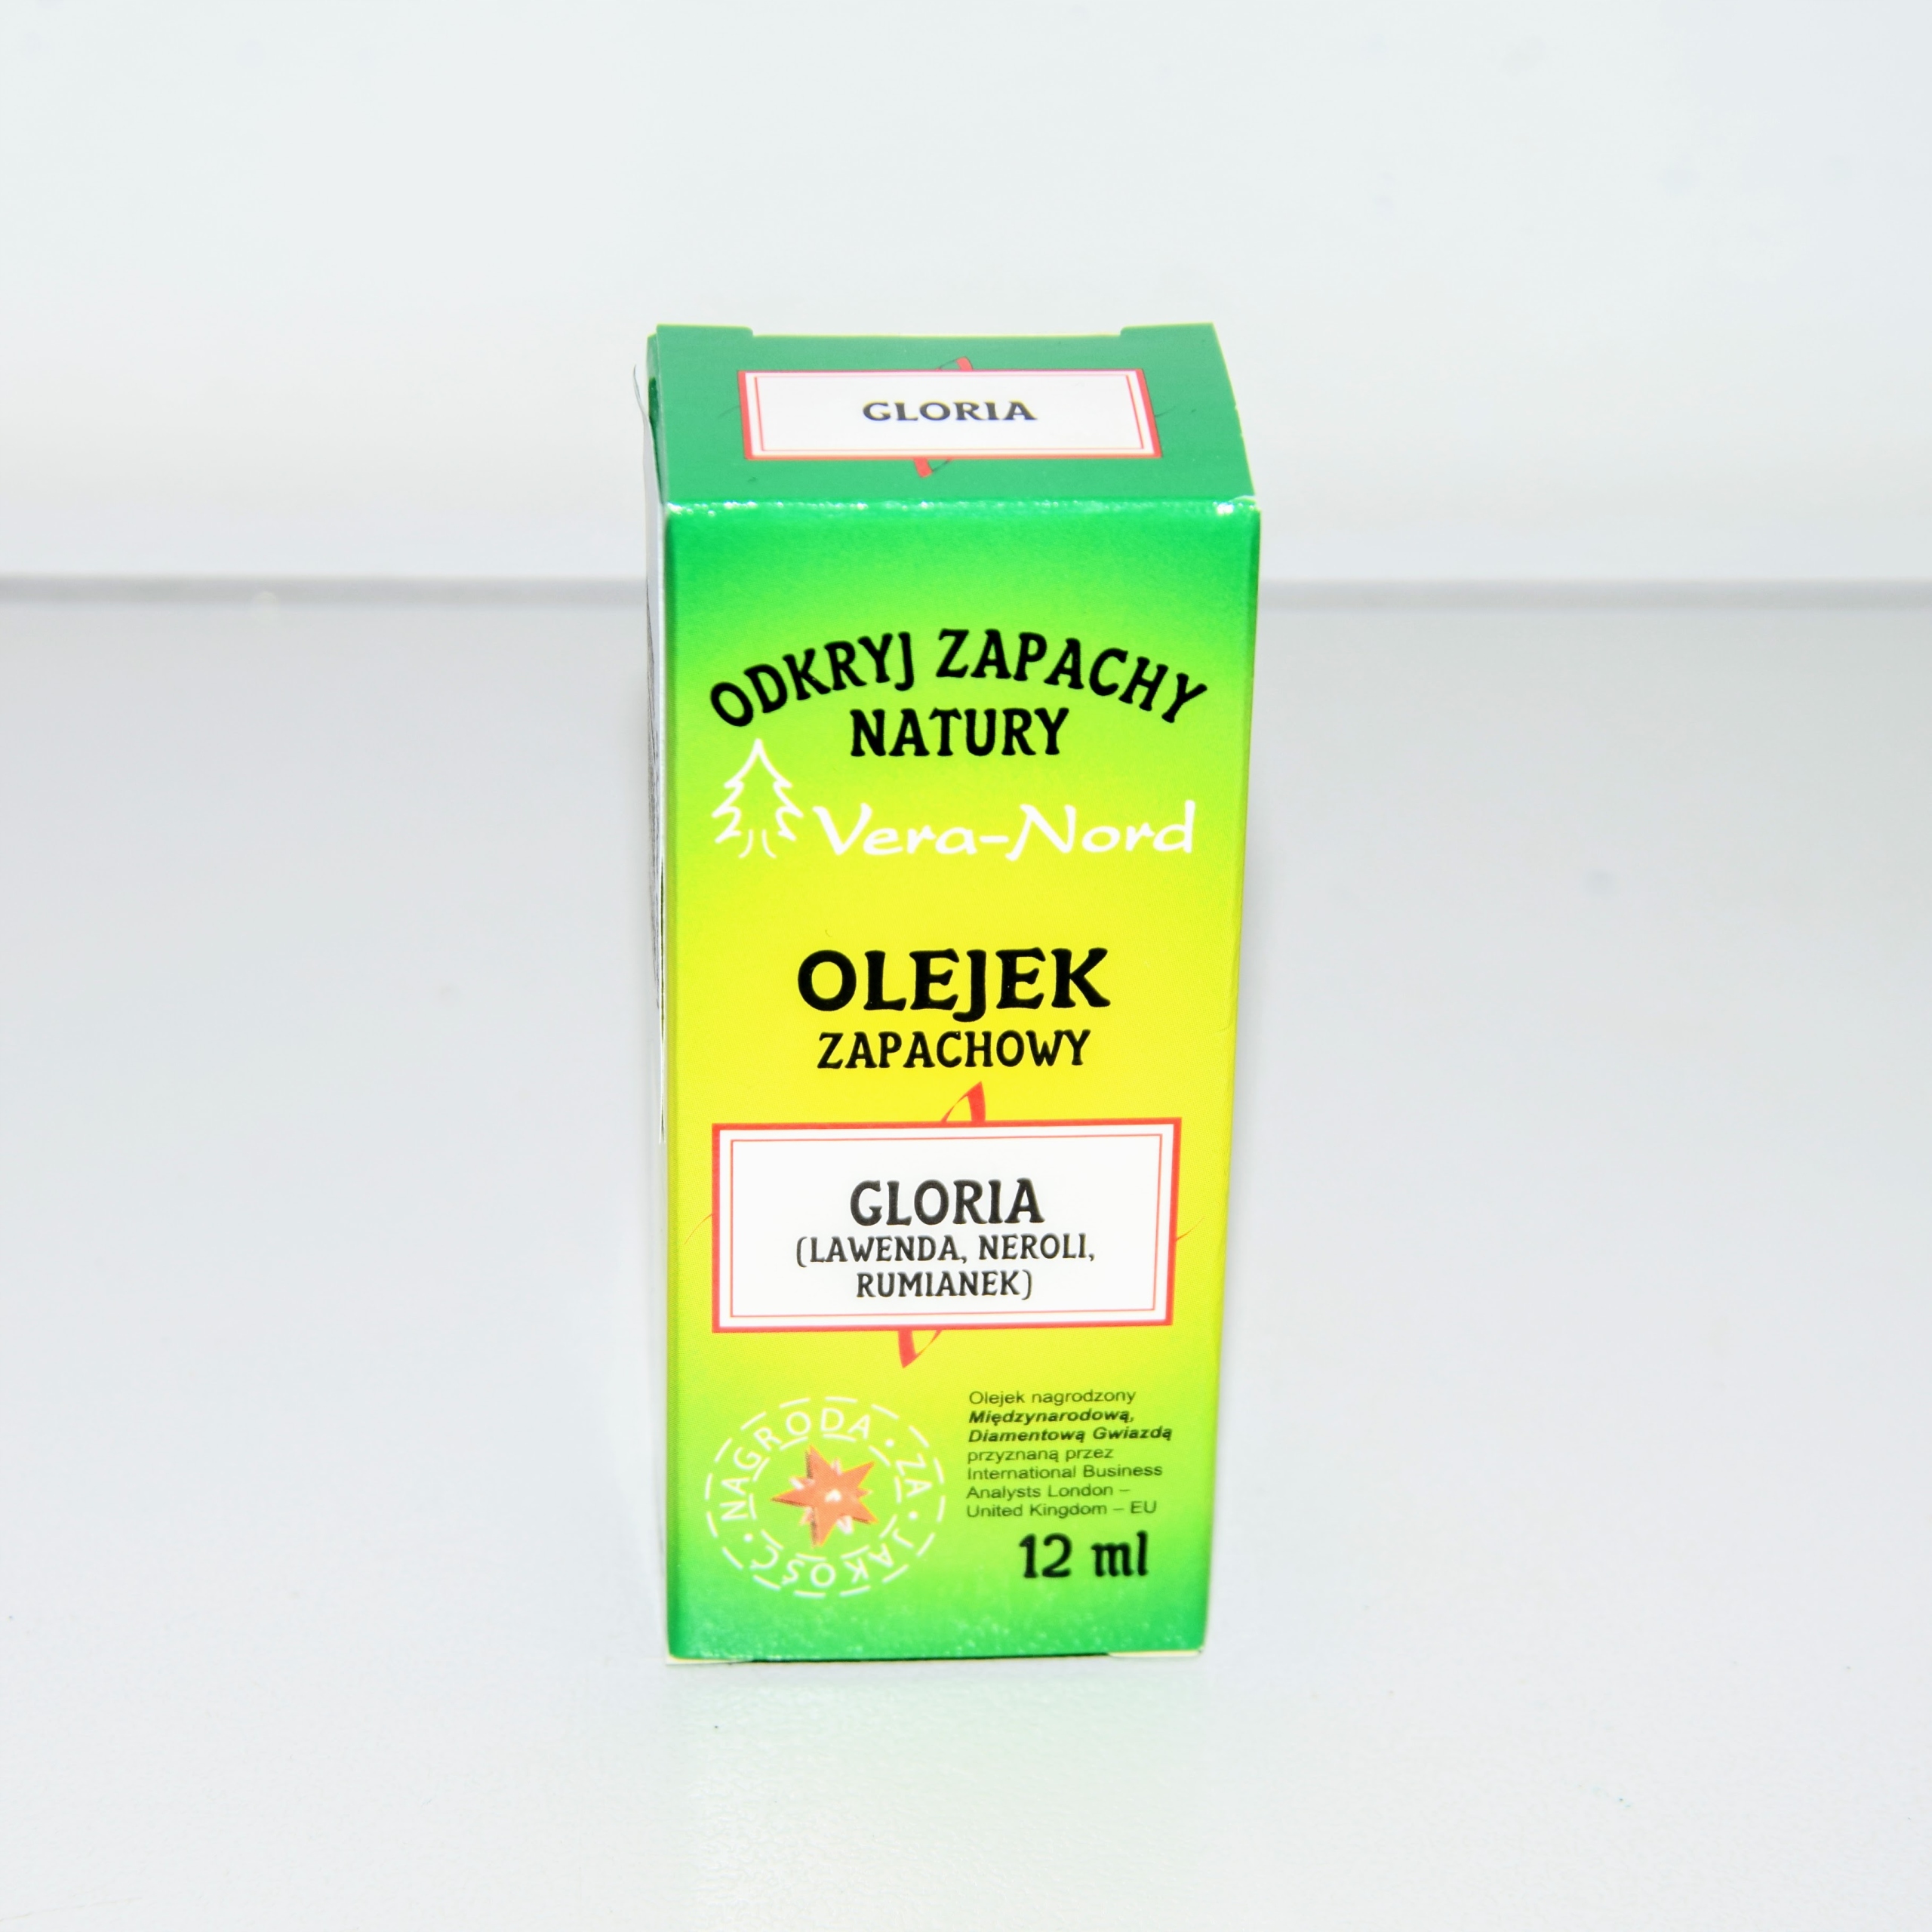 GLORIA
ODKRYJ ZAPACHY
NATURY
Vera-Nord
OLEJEK
ZAPACHOWY
GLORIA
(LAWENDA, NEROLI,
RUMIANEK)
NAGRODA · ZA · JAKOŚĆ ·
Olejek nagrodzony
Międzynarodową,
Diamentową Gwiazdą
przyznaną przez
International Business
Analysts London –
United Kingdom – EU
12 ml